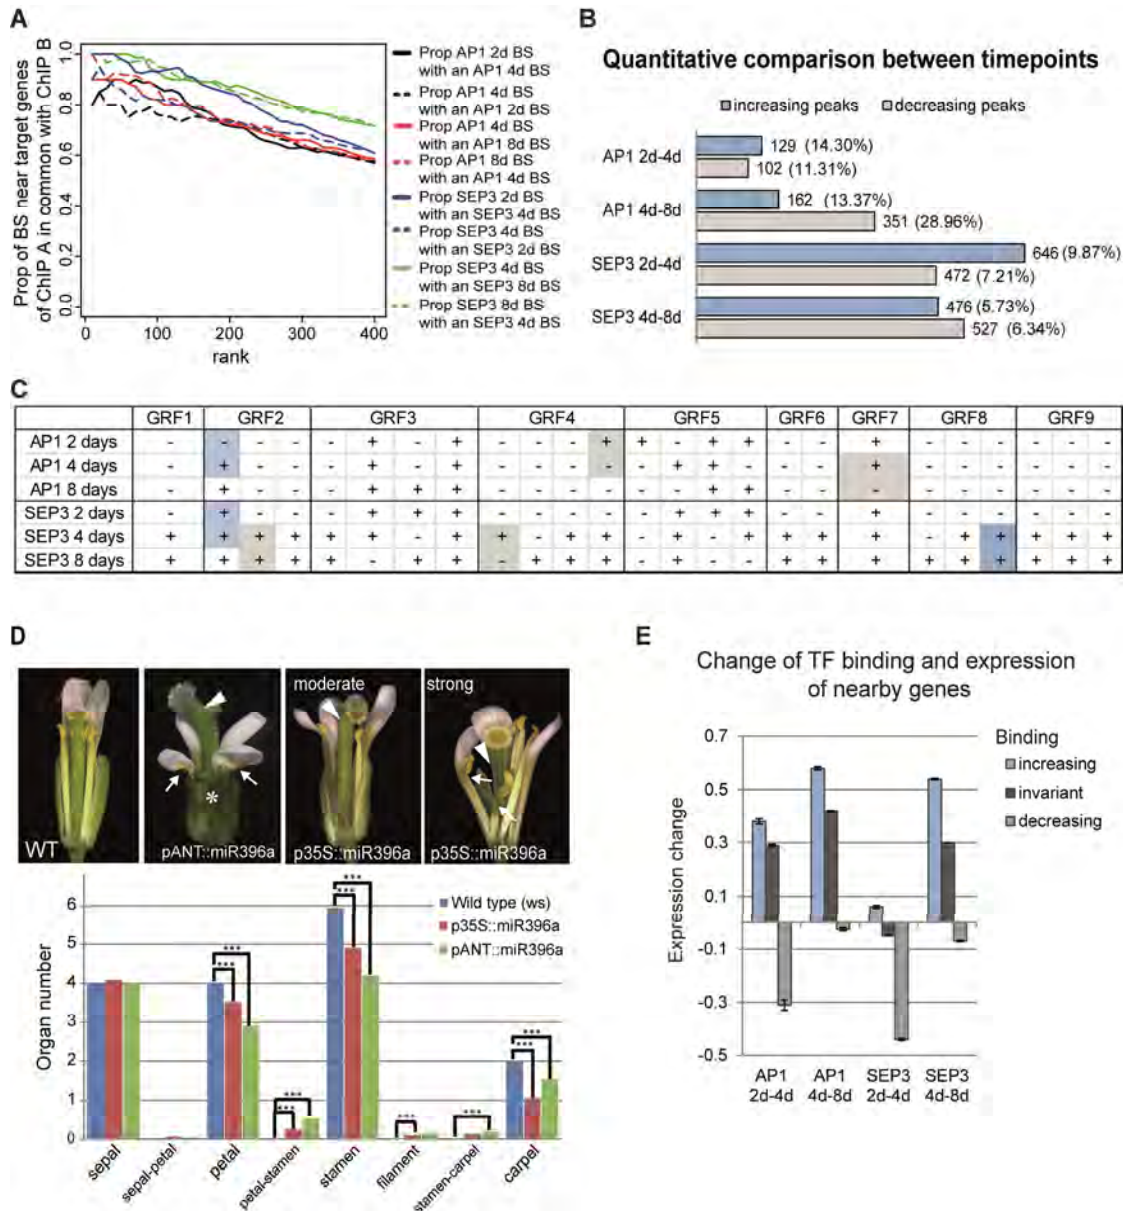 A
Prop of BS near target genes
of ChIP A in common with ChIP B
1.0
0.8
0.6
0.4
0.2
0.0
0
100
200
300
400
rank
Prop AP1 2d BS
with an AP1 4d BS
Prop AP1 4d BS
with an AP1 2d BS
Prop AP1 4d BS
with an AP1 8d BS
Prop AP1 8d BS
with an AP1 4d BS
Prop SEP3 2d BS
with an SEP3 4d BS
Prop SEP3 4d BS
with an SEP3 2d BS
Prop SEP3 4d BS
with an SEP3 8d BS
Prop SEP3 8d BS
with an SEP3 4d BS
B
Quantitative comparison between timepoints
increasing peaks decreasing peaks
AP1 2d-4d
129 (14.30%)
102 (11.31%)
AP1 4d-8d
162 (13.37%)
351 (28.96%)
SEP3 2d-4d
646 (9.87%)
472 (7.21%)
SEP3 4d-8d
476 (5.73%)
527 (6.34%)
C
GRF1 GRF2 GRF3 GRF4 GRF5 GRF6 GRF7 GRF8 GRF9
AP1 2 days - - - - - + - + - - - + + - + + - - + - - - - - -
AP1 4 days - + - - - + - + - - - - - + + - - - + - - - - - -
AP1 8 days - + - - - + + + - - - - - - + + - - - - - - - - -
SEP3 2 days - + - - - + + + - - - - - + + + - - + - - - - - -
SEP3 4 days + + + + + + - + + - + + - + - + + + + - + + + + +
SEP3 8 days + + + + + - + + - + + + - + - + + + + + + + + + +
D
WT
pANT::miR396a
*
moderate
p35S::miR396a
strong
p35S::miR396a
Organ number
6
5
4
3
2
1
0
Wild type (ws)
p35S::miR396a
pANT::miR396a
***
***
***
***
***
***
***
***
***
***
***
sepal
sepal-petal
petal
petal-stamen
stamen
filament
stamen-carpel
carpel
E
Change of TF binding and expression
of nearby genes
Expression change
0.7
0.5
0.3
0.1
-0.1
-0.3
-0.5
Binding
increasing
invariant
decreasing
AP1
2d-4d
AP1
4d-8d
SEP3
2d-4d
SEP3
4d-8d